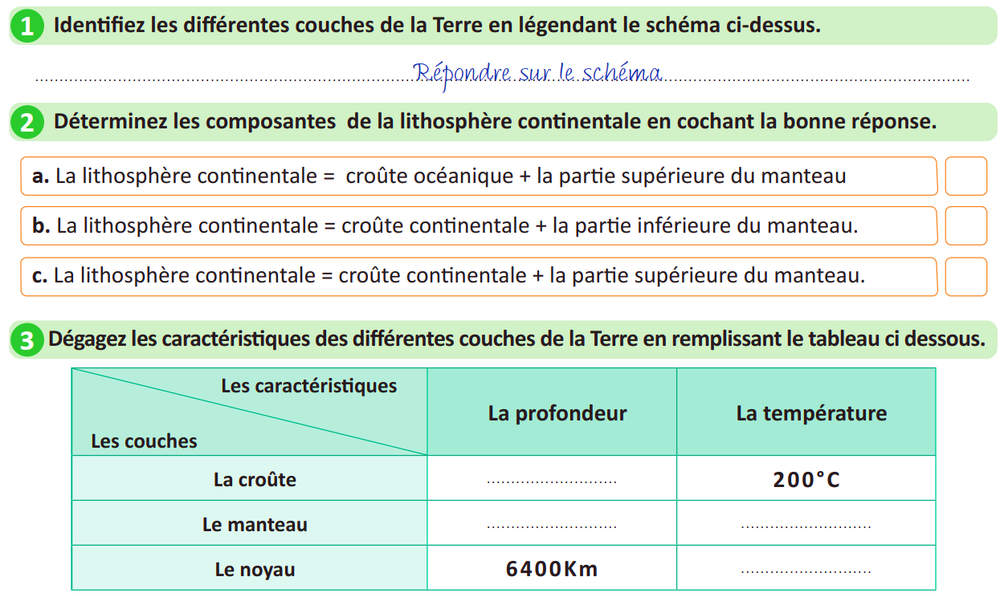 1 Identifiez les différentes couches de la Terre en légendant le schéma ci-dessus.
Répondre sur le schéma
2 Déterminez les composantes de la lithosphère continentale en cochant la bonne réponse.
a. La lithosphère continentale = croûte océanique + la partie supérieure du manteau
b. La lithosphère continentale = croûte continentale + la partie inférieure du manteau.
c. La lithosphère continentale = croûte continentale + la partie supérieure du manteau.
3 Dégagez les caractéristiques des différentes couches de la Terre en remplissant le tableau ci dessous.
Les caractéristiques
Les couches
La profondeur
La température
La croûte ........................... 200°C
Le manteau ........................... ...........................
Le noyau 6400Km ...........................